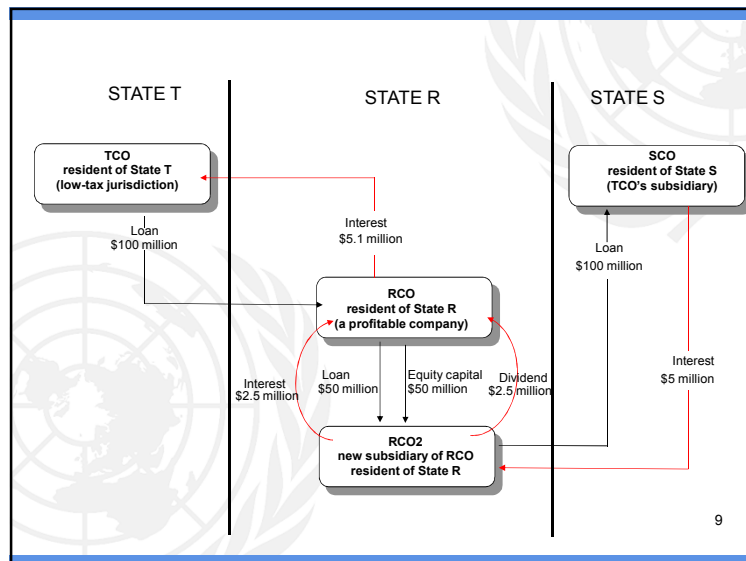 STATE T
STATE R
STATE S
TCO
resident of State T
(low-tax jurisdiction)
SCO
resident of State S
(TCO's subsidiary)
Loan
$100 million
Interest
$5.1 million
Loan
$100 million
RCO
resident of State R
(a profitable company)
Interest
$5 million
Interest
$2.5 million
Loan
$50 million
Equity capital
$50 million
Dividend
$2.5 million
RCO2
new subsidiary of RCO
resident of State R
9